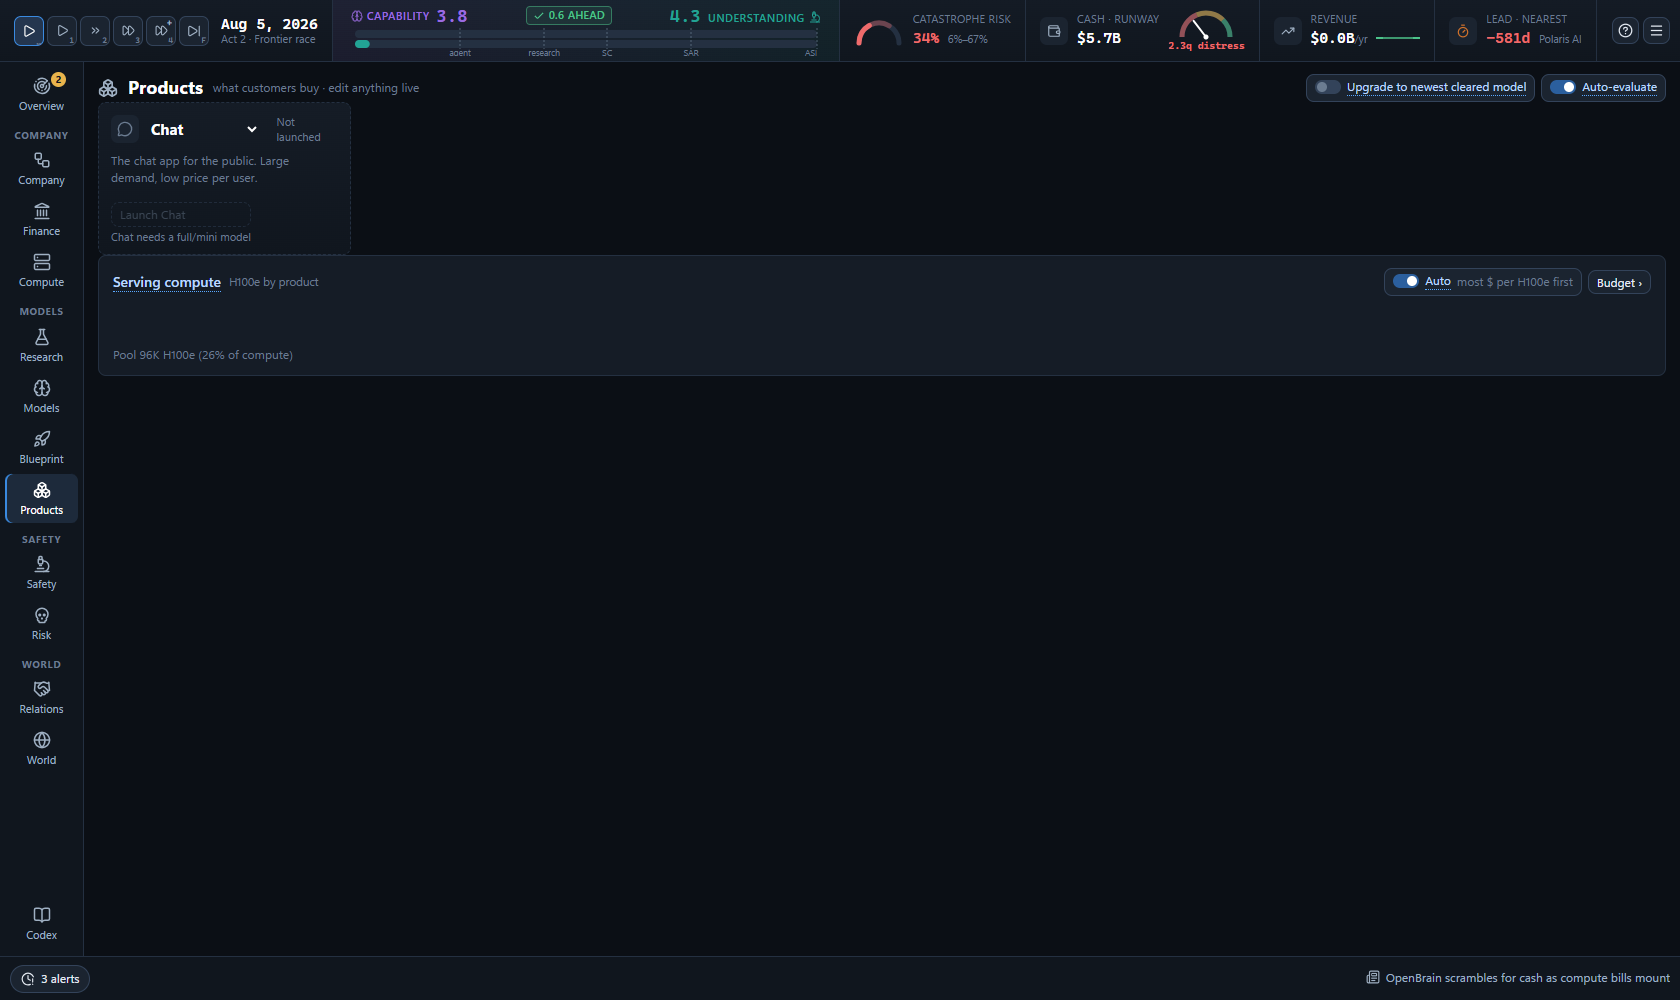 Aug 5, 2026
Act 2 · Frontier race
1
2
3
4
F
CAPABILITY 3.8
0.6 AHEAD
4.3 UNDERSTANDING
agent
research
SC
SAR
ASI
CATASTROPHE RISK
34% 6%–67%
CASH · RUNWAY
$5.7B
2.3q distress
REVENUE
$0.0B/yr
LEAD · NEAREST
−581d Polaris AI
2
Overview
COMPANY
Company
Finance
Compute
MODELS
Research
Models
Blueprint
Products
SAFETY
Safety
Risk
WORLD
Relations
World
Codex
Products what customers buy · edit anything live
Upgrade to newest cleared model
Auto-evaluate
Chat
Not
launched
The chat app for the public. Large
demand, low price per user.
Launch Chat
Chat needs a full/mini model
Serving compute H100e by product
Auto most $ per H100e first
Budget ›
Pool 96K H100e (26% of compute)
3 alerts
OpenBrain scrambles for cash as compute bills mount